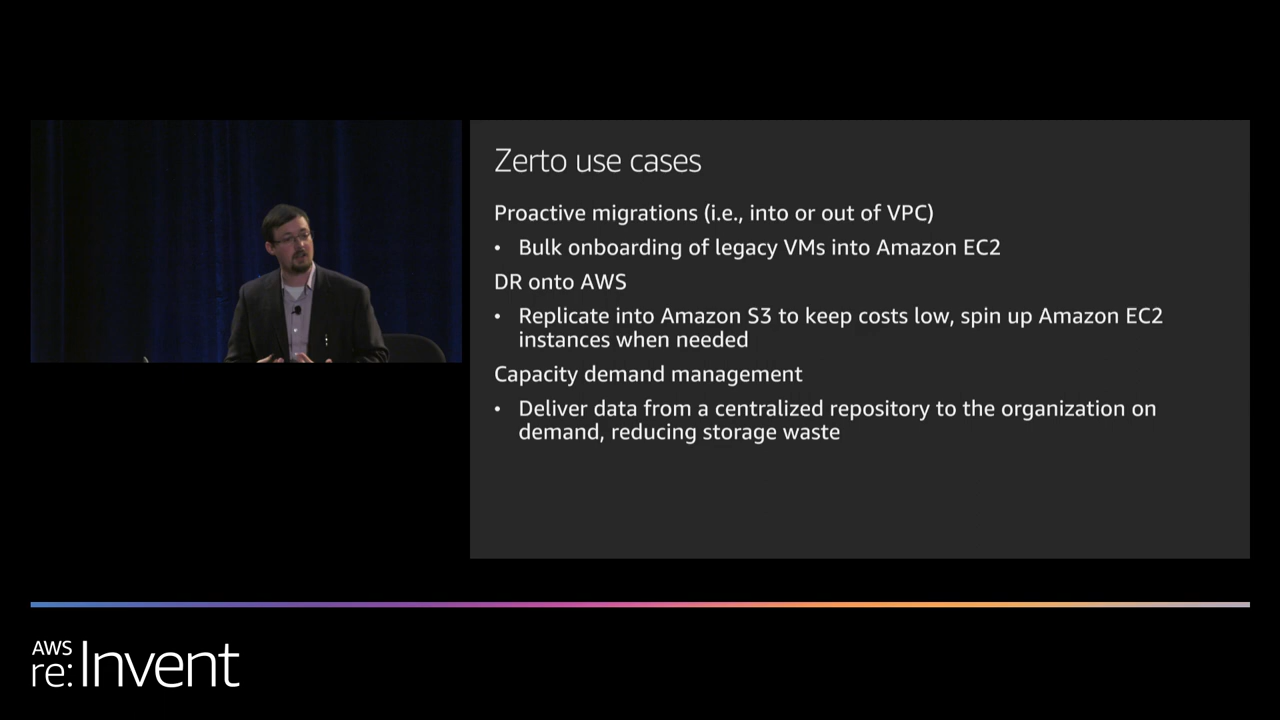 Zerto use cases
Proactive migrations (i.e., into or out of VPC)
• Bulk onboarding of legacy VMs into Amazon EC2
DR onto AWS
• Replicate into Amazon S3 to keep costs low, spin up Amazon EC2
instances when needed
Capacity demand management
• Deliver data from a centralized repository to the organization on
demand, reducing storage waste
AWS
re:Invent